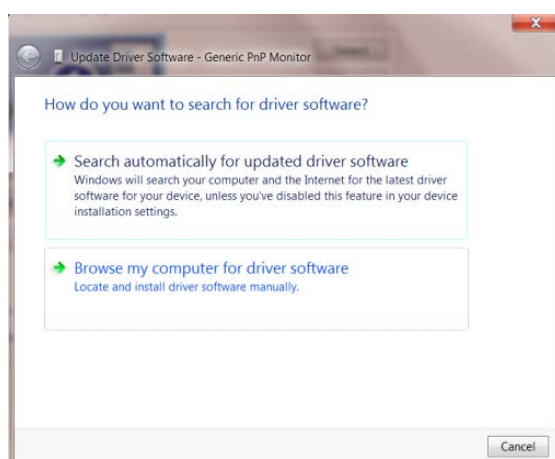 Update Driver Software - Generic PnP Monitor
How do you want to search for driver software?
Search automatically for updated driver software
Windows will search your computer and the Internet for the latest driver
software for your device, unless you've disabled this feature in your device
installation settings.
Browse my computer for driver software
Locate and install driver software manually.
Cancel